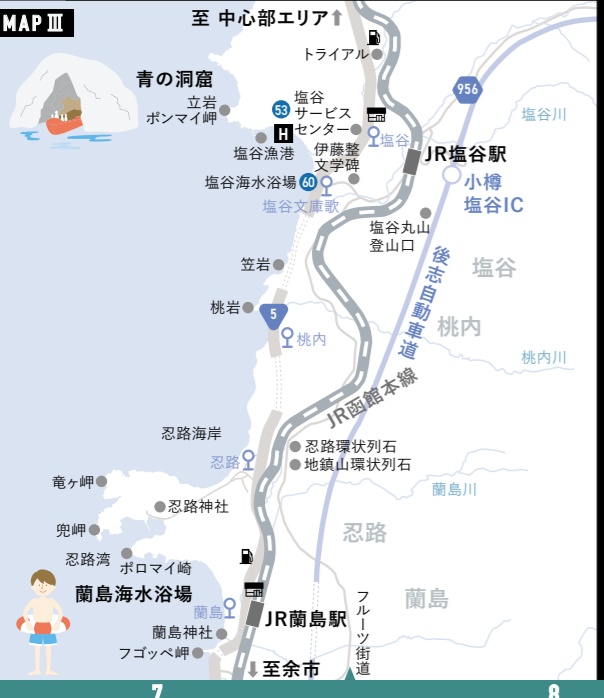 MAP Ⅲ
至 中心部エリア
トライアル
青の洞窟
立岩
ポンマイ岬
53
塩谷
サービス
センター
H
956
塩谷川
塩谷
塩谷漁港
伊藤整
文学碑
JR塩谷駅
塩谷海水浴場
60
小樽
塩谷IC
塩谷文庫歌
塩谷丸山
登山口
笠岩
後志自動車道
塩谷
桃岩
5
桃内
桃内
桃内川
JR函館本線
忍路海岸
忍路環状列石
忍路
地鎮山環状列石
竜ヶ岬
忍路神社
蘭島川
兜岬
忍路
忍路湾
ポロマイ崎
蘭島海水浴場
蘭島
蘭島
JR蘭島駅
フルーツ街道
蘭島神社
フゴッペ岬
至余市
7
8